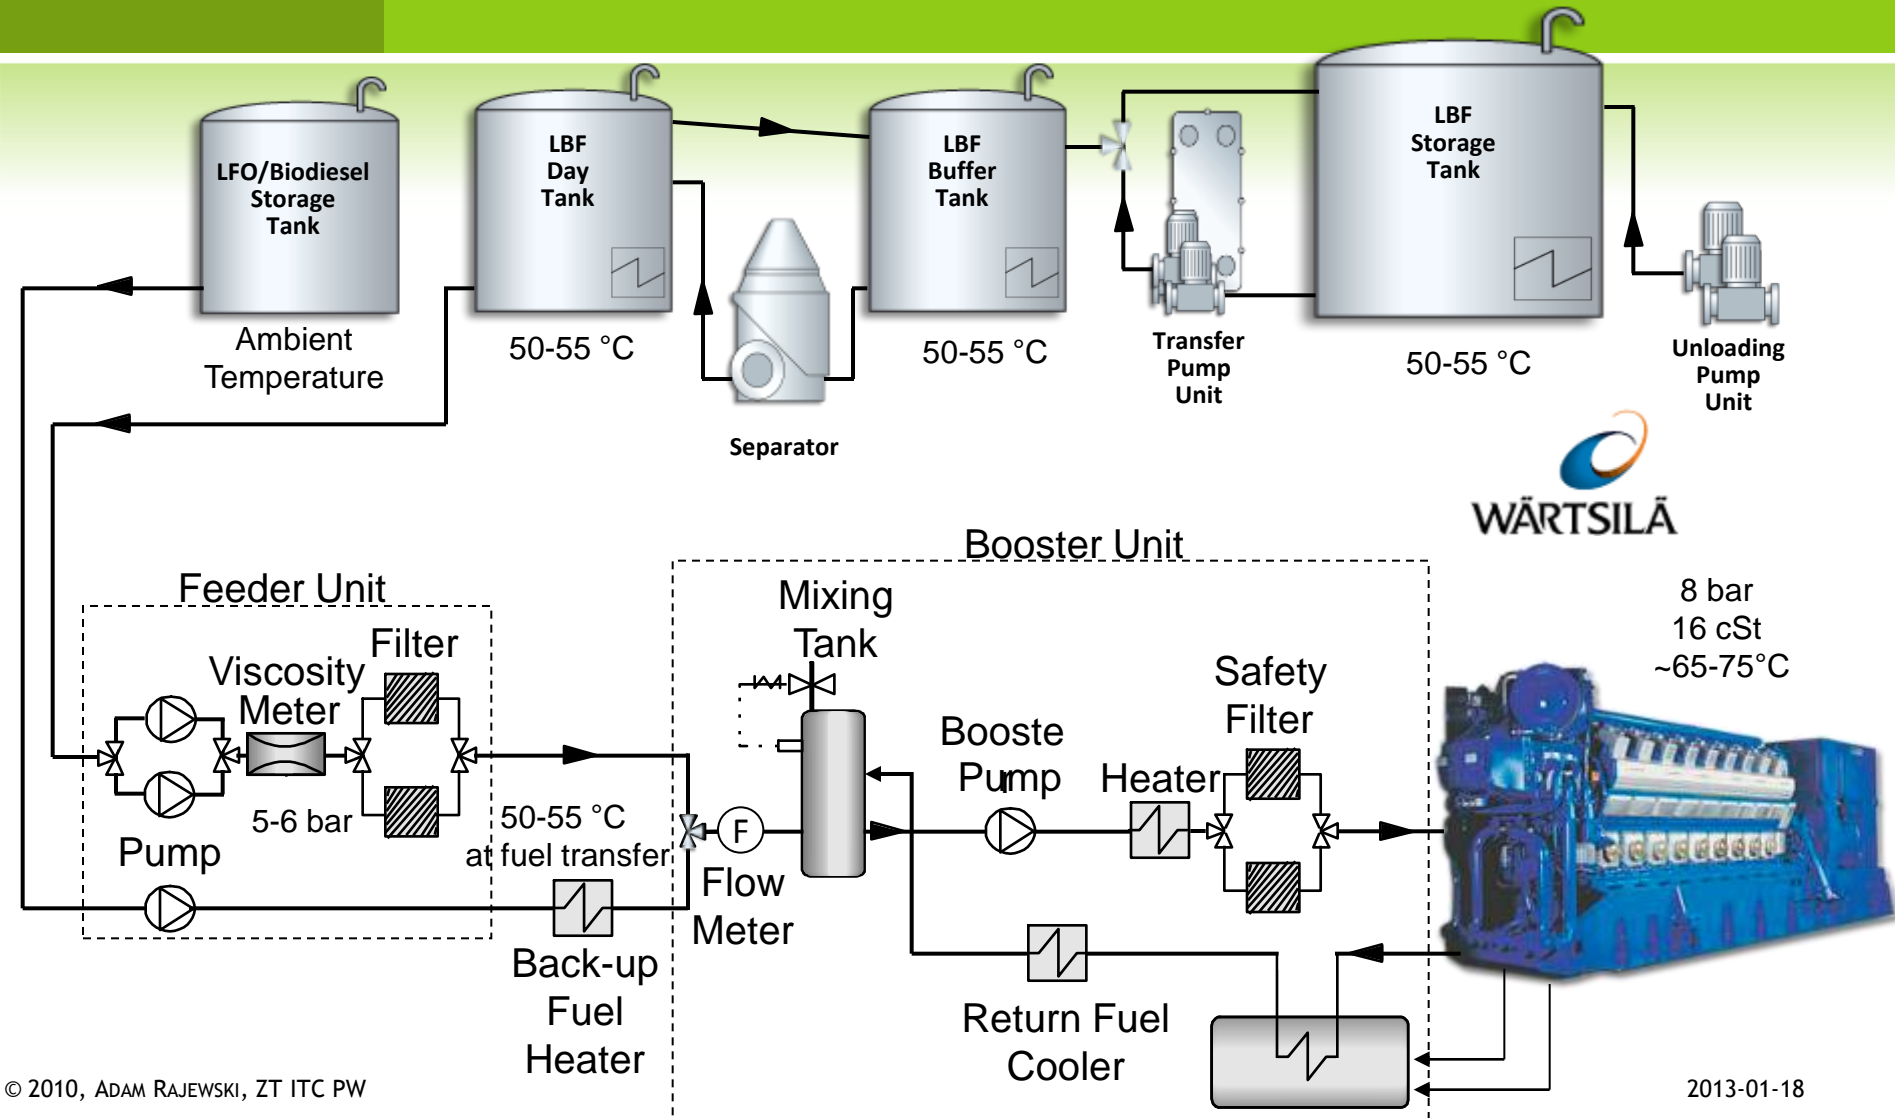 LFO/Biodiesel
Storage
Tank
Ambient
Temperature
LBF
Day
Tank
50-55 °C
Separator
LBF
Buffer
Tank
50-55 °C
Transfer
Pump
Unit
LBF
Storage
Tank
50-55 °C
Unloading
Pump
Unit
WÄRTSILÄ
8 bar
16 cSt
~65-75°C
Feeder Unit
Filter
Viscosity
Meter
5-6 bar
Pump
50-55 °C
at fuel transfer
Back-up
Fuel
Heater
Booster Unit
Mixing
Tank
F
Flow
Meter
Booste
r
Pump
Heater
Safety
Filter
Return Fuel
Cooler
© 2010, ADAM RAJEWSKI, ZT ITC PW
2013-01-18